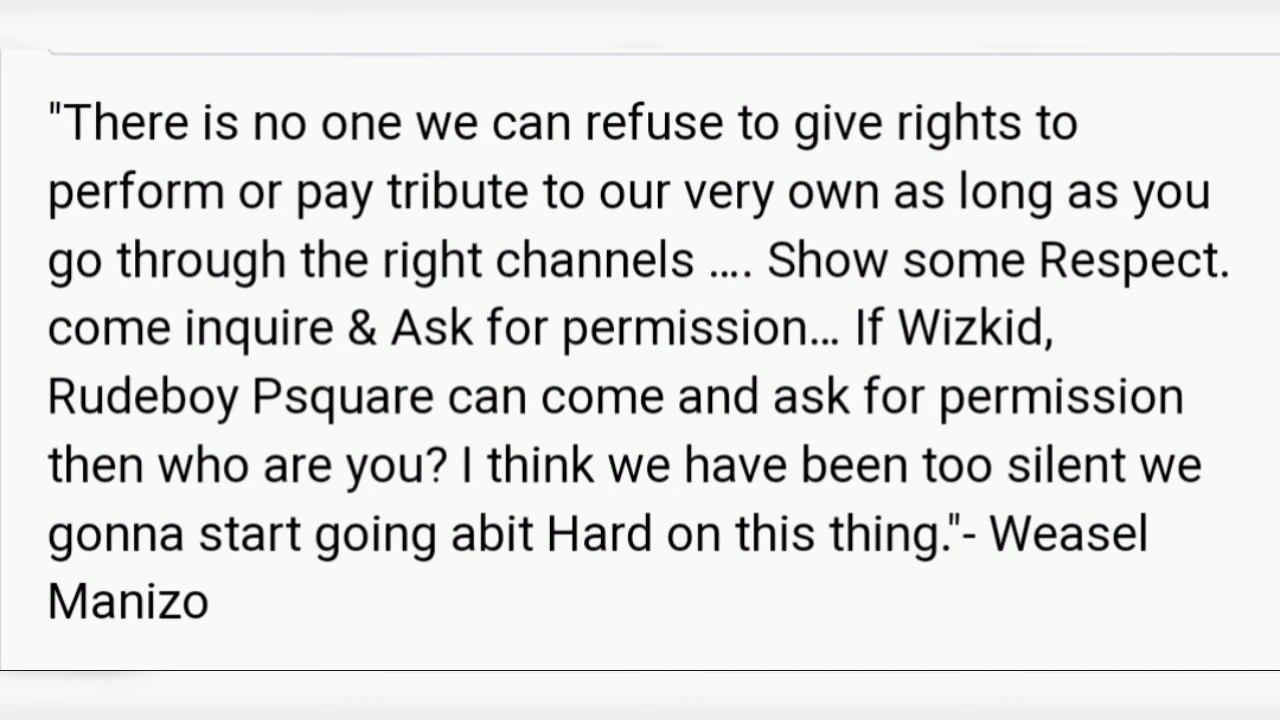 "There is no one we can refuse to give rights to
perform or pay tribute to our very own as long as you
go through the right channels .... Show some Respect.
come inquire & Ask for permission... If Wizkid,
Rudeboy Psquare can come and ask for permission
then who are you? I think we have been too silent we
gonna start going abit Hard on this thing."- Weasel
Manizo